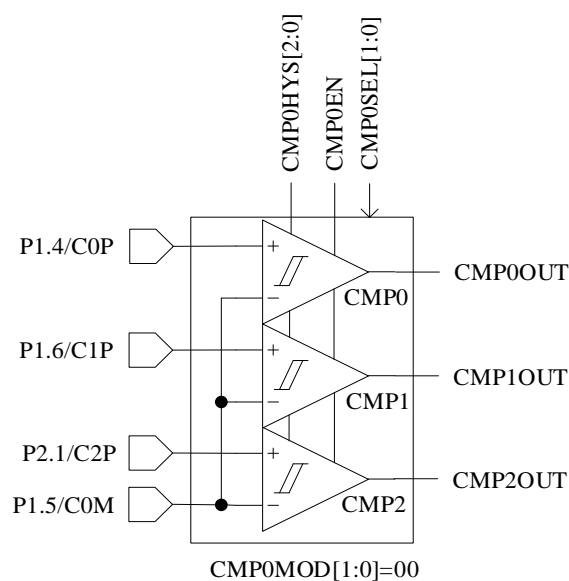 CMP0HYS[2:0]
CMP0EN
CMP0SEL[1:0]
P1.4/C0P
+
−
CMP0
CMP0OUT
P1.6/C1P
+
−
CMP1
CMP1OUT
P2.1/C2P
+
P1.5/C0M
−
CMP2
CMP2OUT
CMP0MOD[1:0]=00